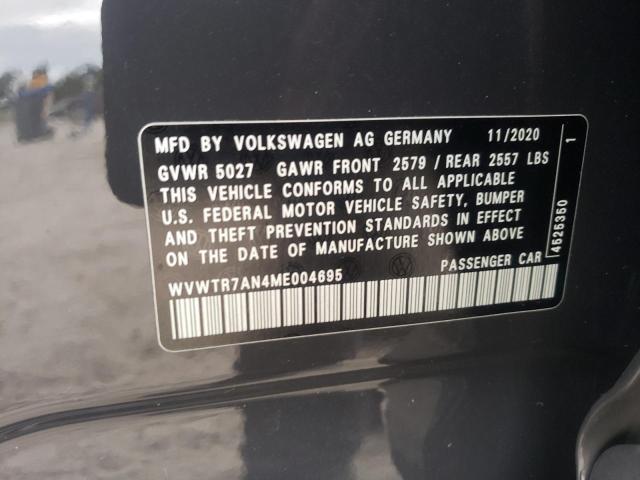 MFD BY VOLKSWAGEN AG GERMANY 11/2020
GVWR 5027 GAWR FRONT 2579 / REAR 2557 LBS
THIS VEHICLE CONFORMS TO ALL APPLICABLE
U.S. FEDERAL MOTOR VEHICLE SAFETY, BUMPER
AND THEFT PREVENTION STANDARDS IN EFFECT
ON THE DATE OF MANUFACTURE SHOWN ABOVE
WVWTR7AN4ME004695 PASSENGER CAR
4525350 1